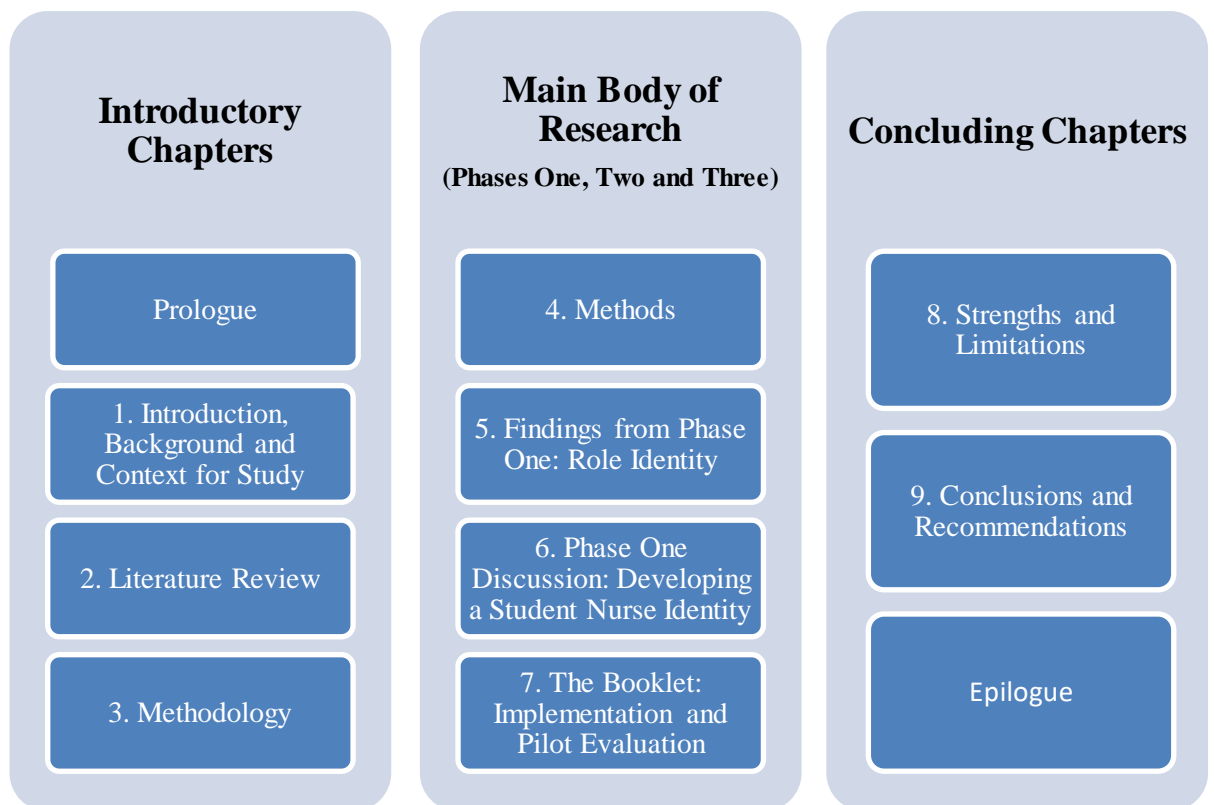 Introductory
Chapters
Prologue
1. Introduction,
Background and
Context for Study
2. Literature Review
3. Methodology
Main Body of
Research
(Phases One, Two and Three)
4. Methods
5. Findings from Phase
One: Role Identity
6. Phase One
Discussion: Developing
a Student Nurse Identity
7. The Booklet:
Implementation and
Pilot Evaluation
Concluding Chapters
8. Strengths and
Limitations
9. Conclusions and
Recommendations
Epilogue